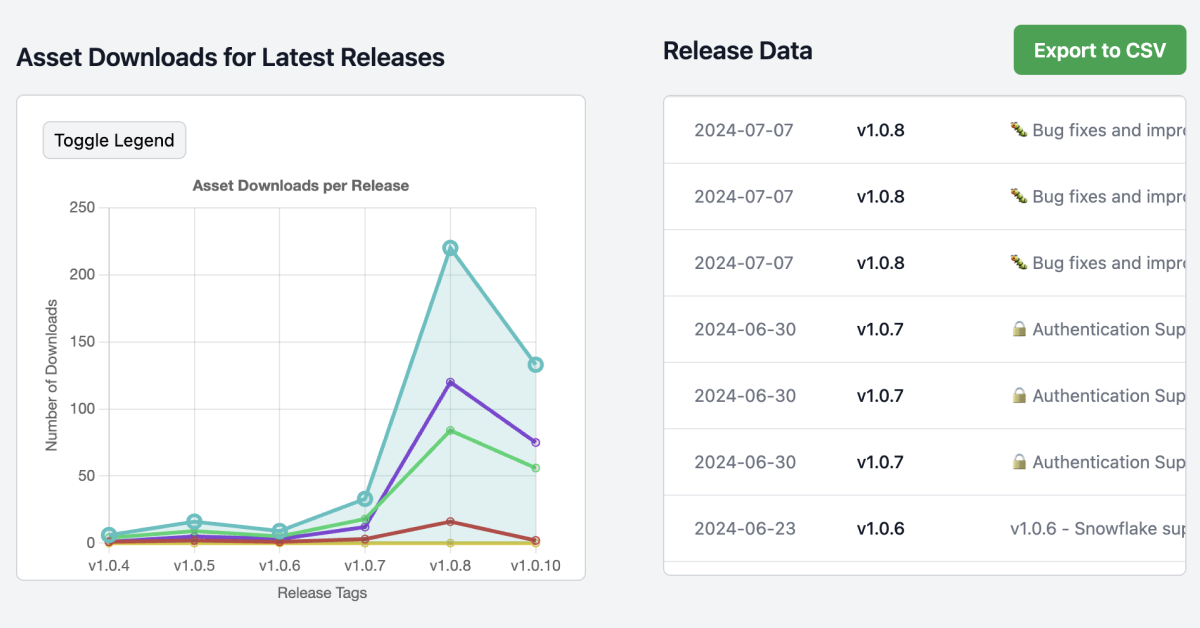 Asset Downloads for Latest Releases
Toggle Legend
Asset Downloads per Release
250
200
150
100
50
0
Number of Downloads
v1.0.4 v1.0.5 v1.0.6 v1.0.7 v1.0.8 v1.0.10
Release Tags
Release Data
Export to CSV
2024-07-07 v1.0.8 🐛 Bug fixes and impr
2024-07-07 v1.0.8 🐛 Bug fixes and impr
2024-07-07 v1.0.8 🐛 Bug fixes and impr
2024-06-30 v1.0.7 🔒 Authentication Sup
2024-06-30 v1.0.7 🔒 Authentication Sup
2024-06-30 v1.0.7 🔒 Authentication Sup
2024-06-23 v1.0.6 v1.0.6 - Snowflake sup